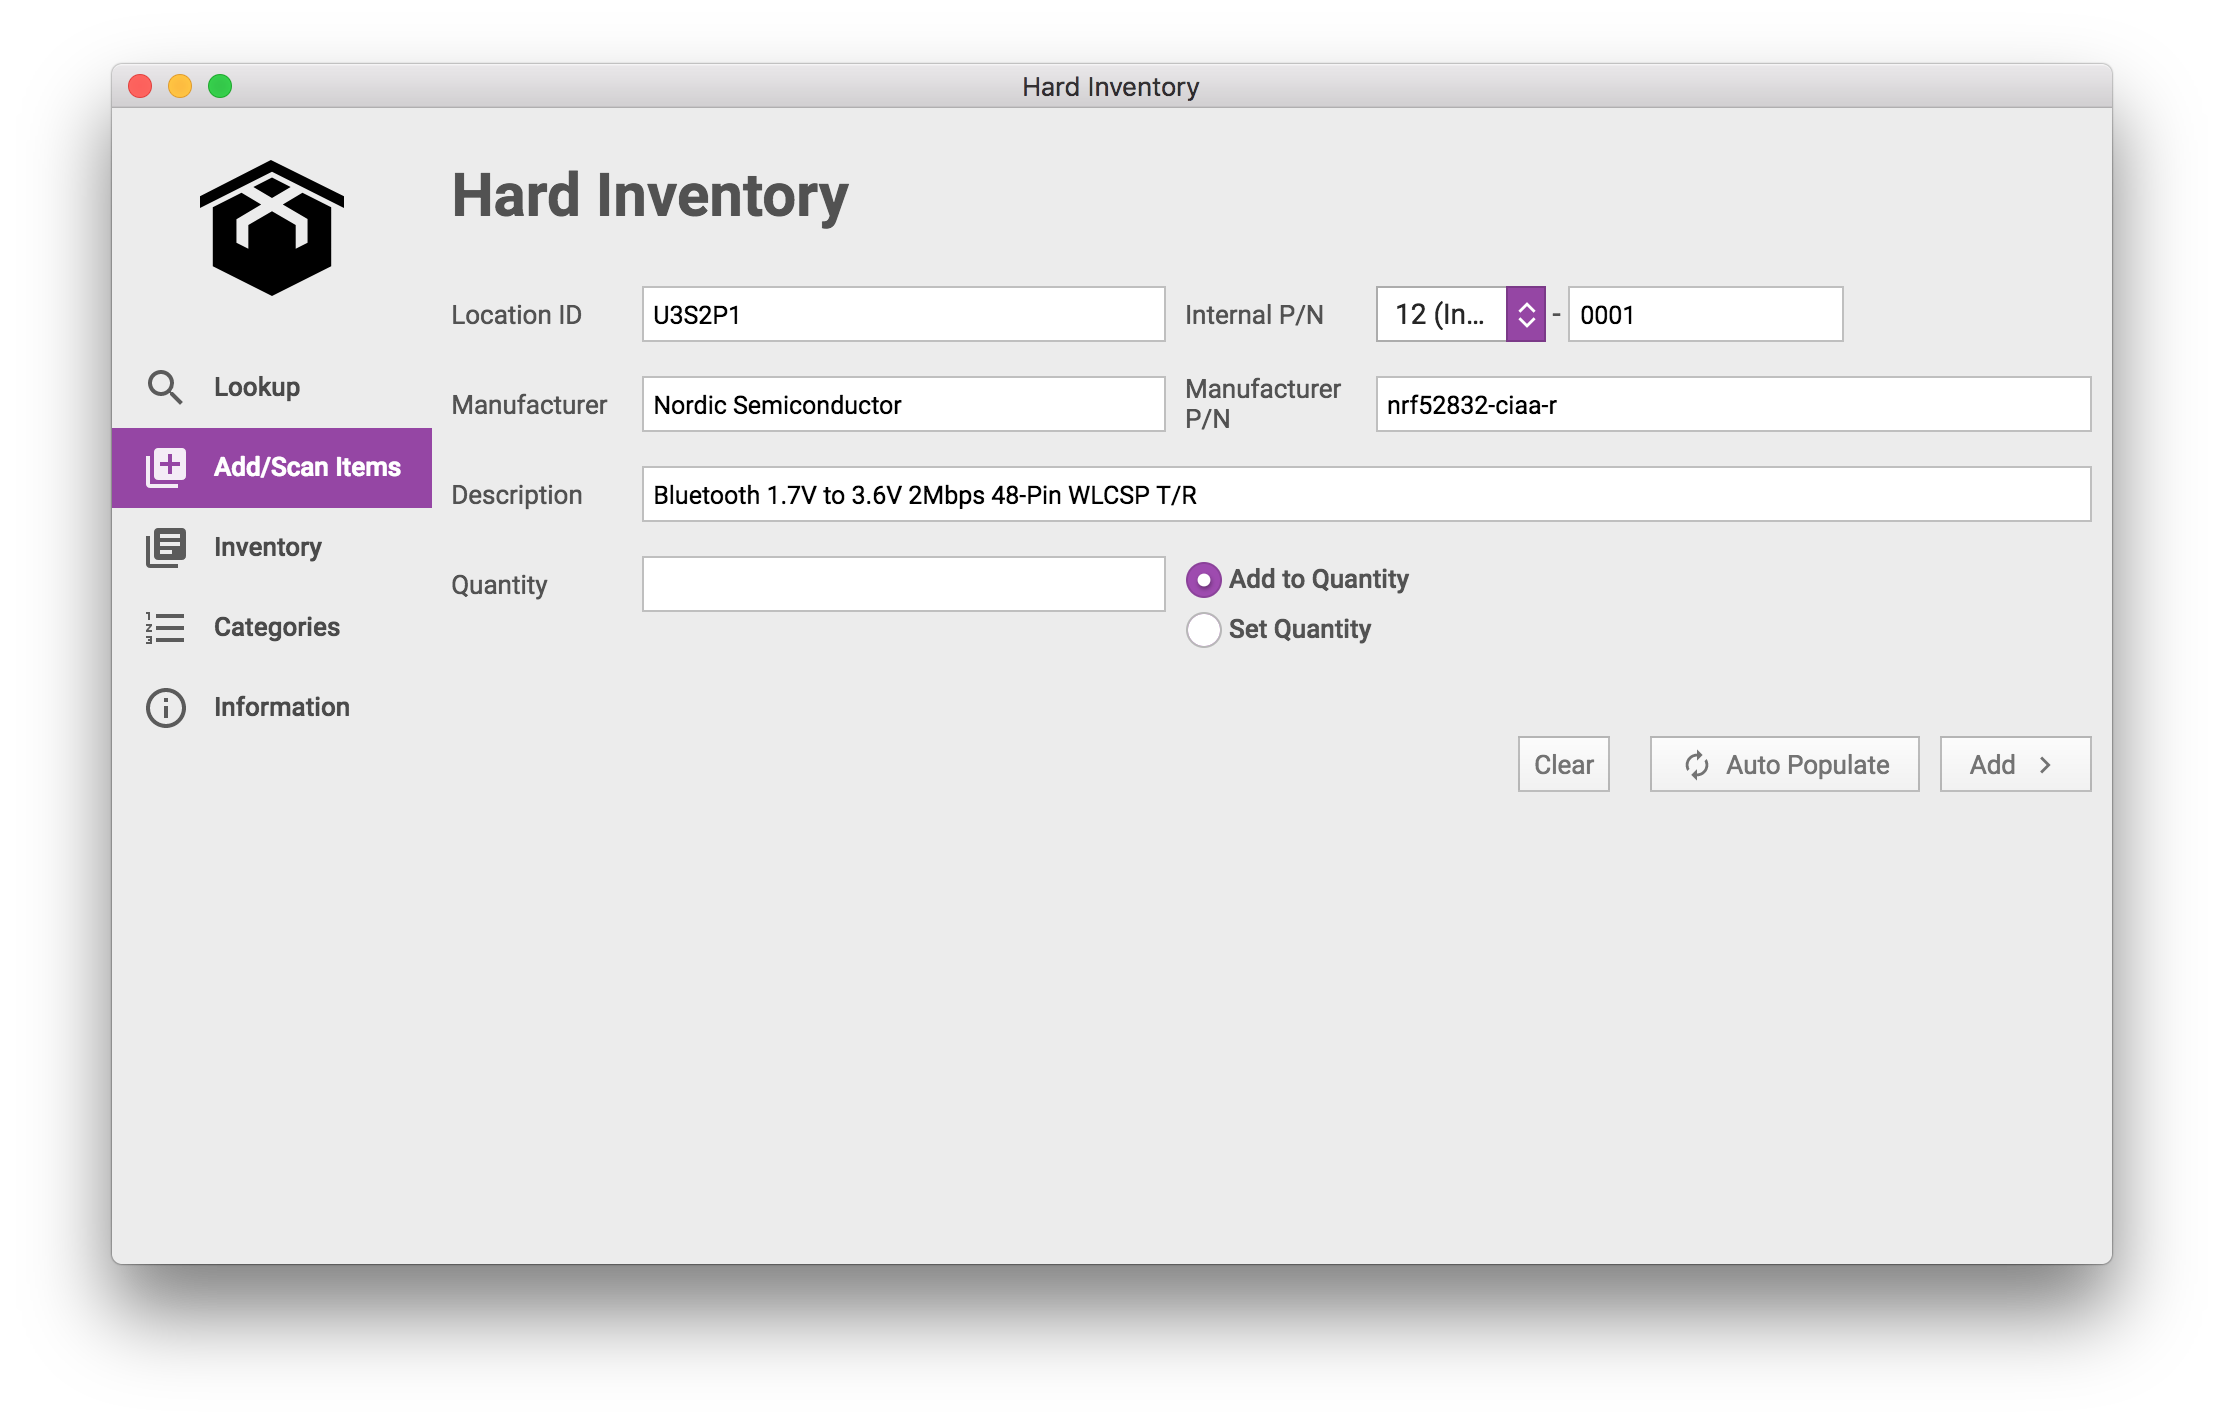 Hard Inventory
Hard Inventory
Location ID U3S2P1 Internal P/N 12 (In... - 0001
Lookup
Manufacturer Nordic Semiconductor Manufacturer P/N nrf52832-ciaa-r
Add/Scan Items
Description Bluetooth 1.7V to 3.6V 2Mbps 48-Pin WLCSP T/R
Inventory
Quantity Add to Quantity
Set Quantity
Categories
Information
Clear Auto Populate Add